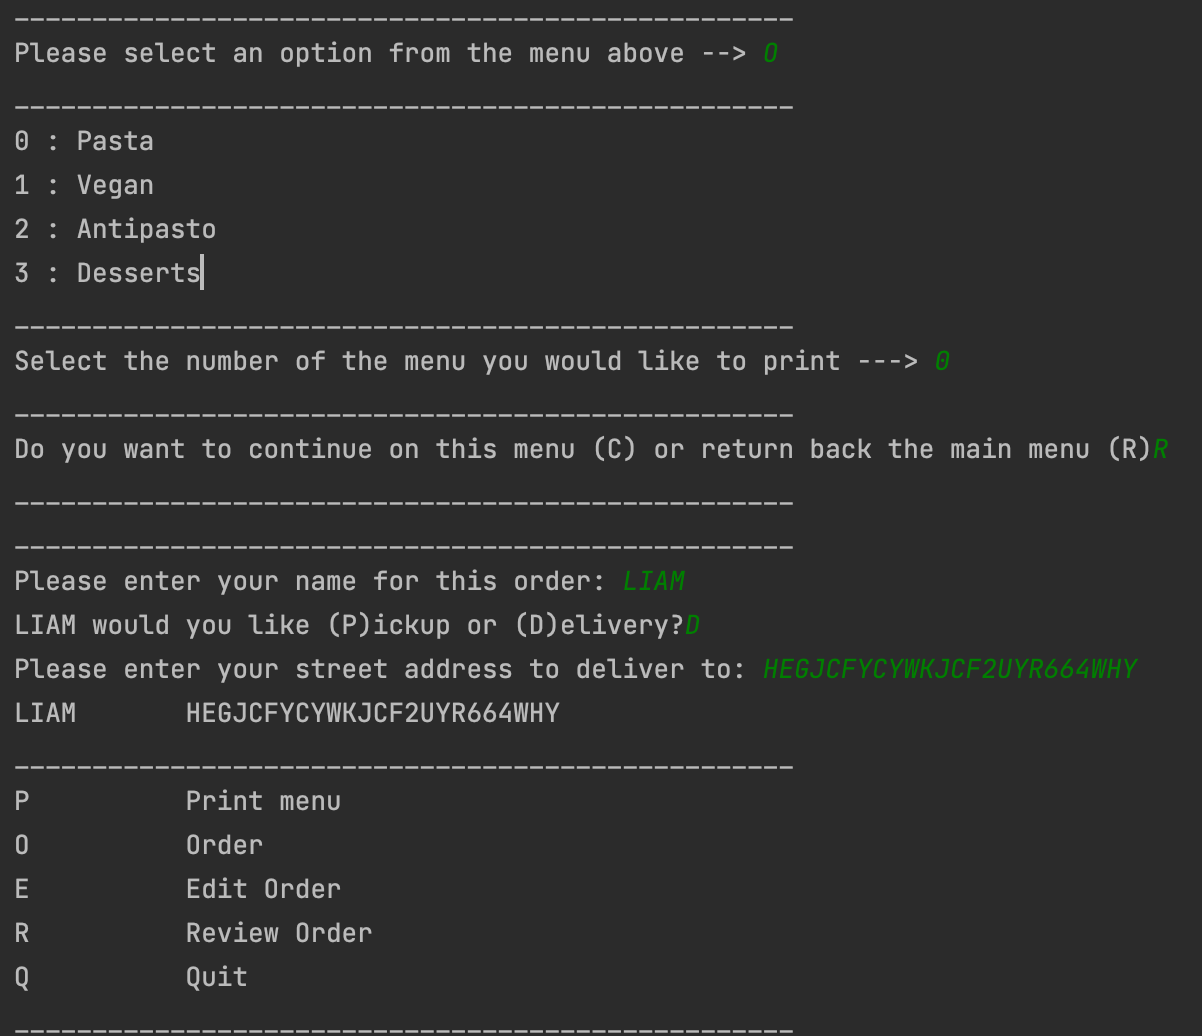 --------------------------------------------------
Please select an option from the menu above --> O
--------------------------------------------------
0 : Pasta
1 : Vegan
2 : Antipasto
3 : Desserts
--------------------------------------------------
Select the number of the menu you would like to print ---> 0
--------------------------------------------------
Do you want to continue on this menu (C) or return back the main menu (R)R
--------------------------------------------------
--------------------------------------------------
Please enter your name for this order: LIAM
LIAM would you like (P)ickup or (D)elivery?D
Please enter your street address to deliver to: HEGJCFYCYWKJCF2UYR664WHY
LIAM       HEGJCFYCYWKJCF2UYR664WHY
--------------------------------------------------
P          Print menu
O          Order
E          Edit Order
R          Review Order
Q          Quit
--------------------------------------------------